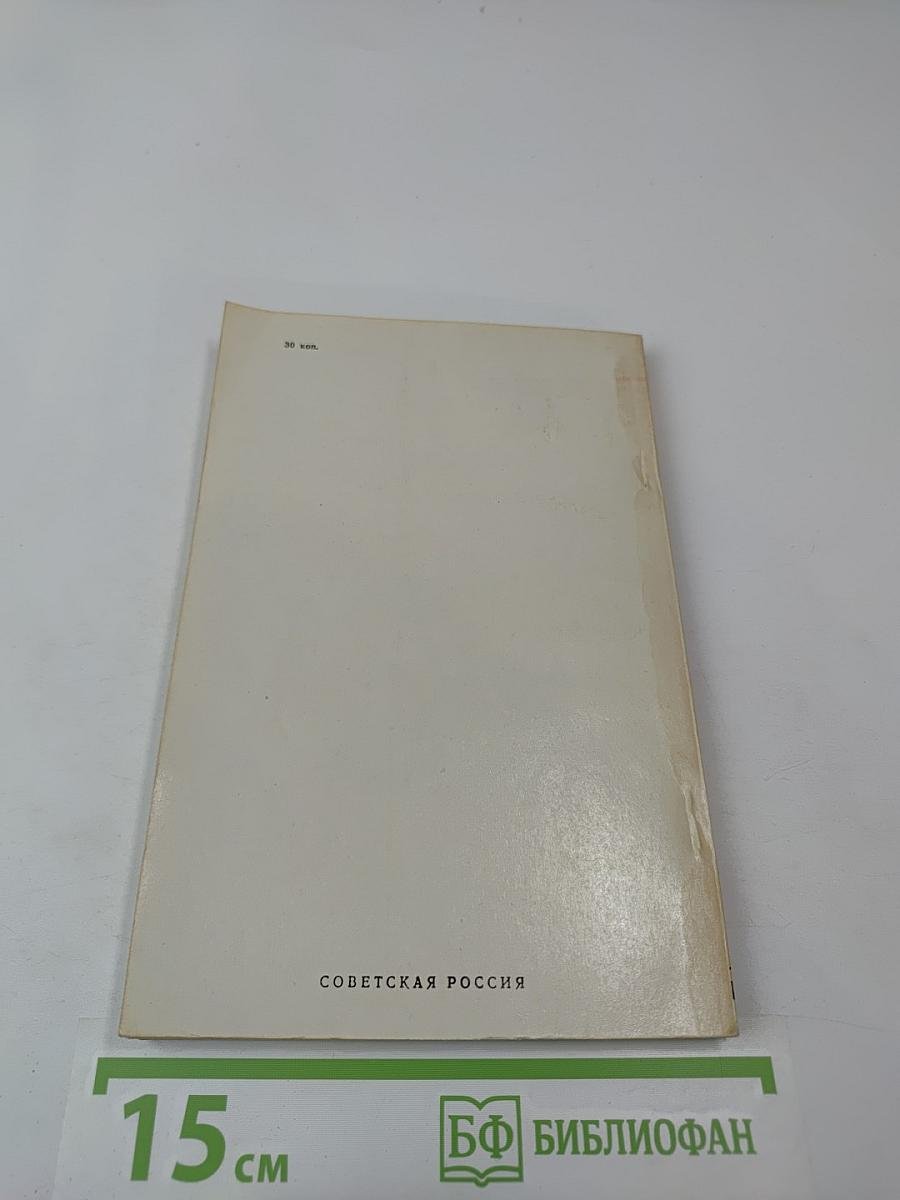 30 коп.
СОВЕТСКАЯ РОССИЯ
15 см
БФ БИБЛИОФАН